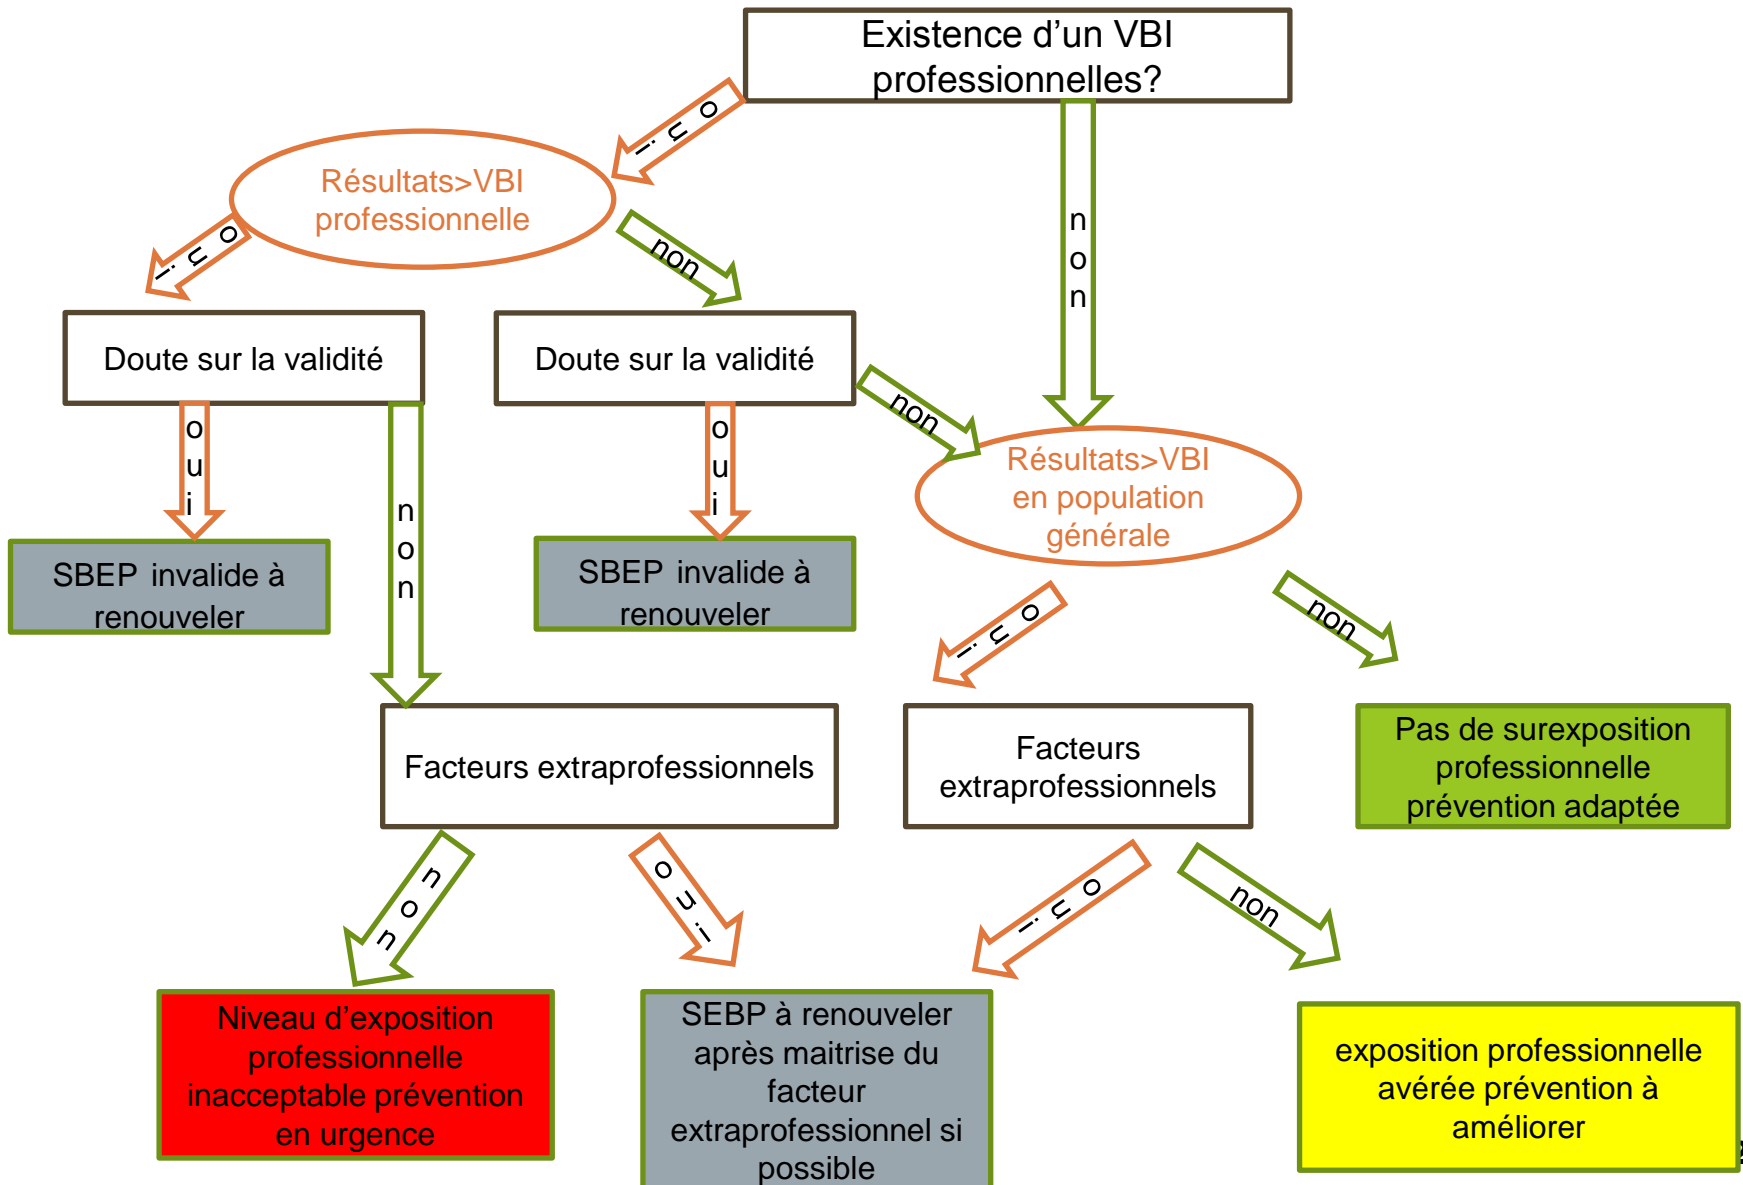 Existence d'un VBI
professionnelles?
oui
non
Résultats>VBI
professionnelle
oui
non
Doute sur la validité
Doute sur la validité
oui
non
oui
non
Résultats>VBI
en population
générale
SBEP invalide à
renouveler
SBEP invalide à
renouveler
oui
non
Facteurs extraprofessionnels
Facteurs
extraprofessionnels
Pas de surexposition
professionnelle
prévention adaptée
non
oui
oui
non
Niveau d'exposition
professionnelle
inacceptable prévention
en urgence
SEBP à renouveler
après maitrise du
facteur
extraprofessionnel si
possible
exposition professionnelle
avérée prévention à
améliorer